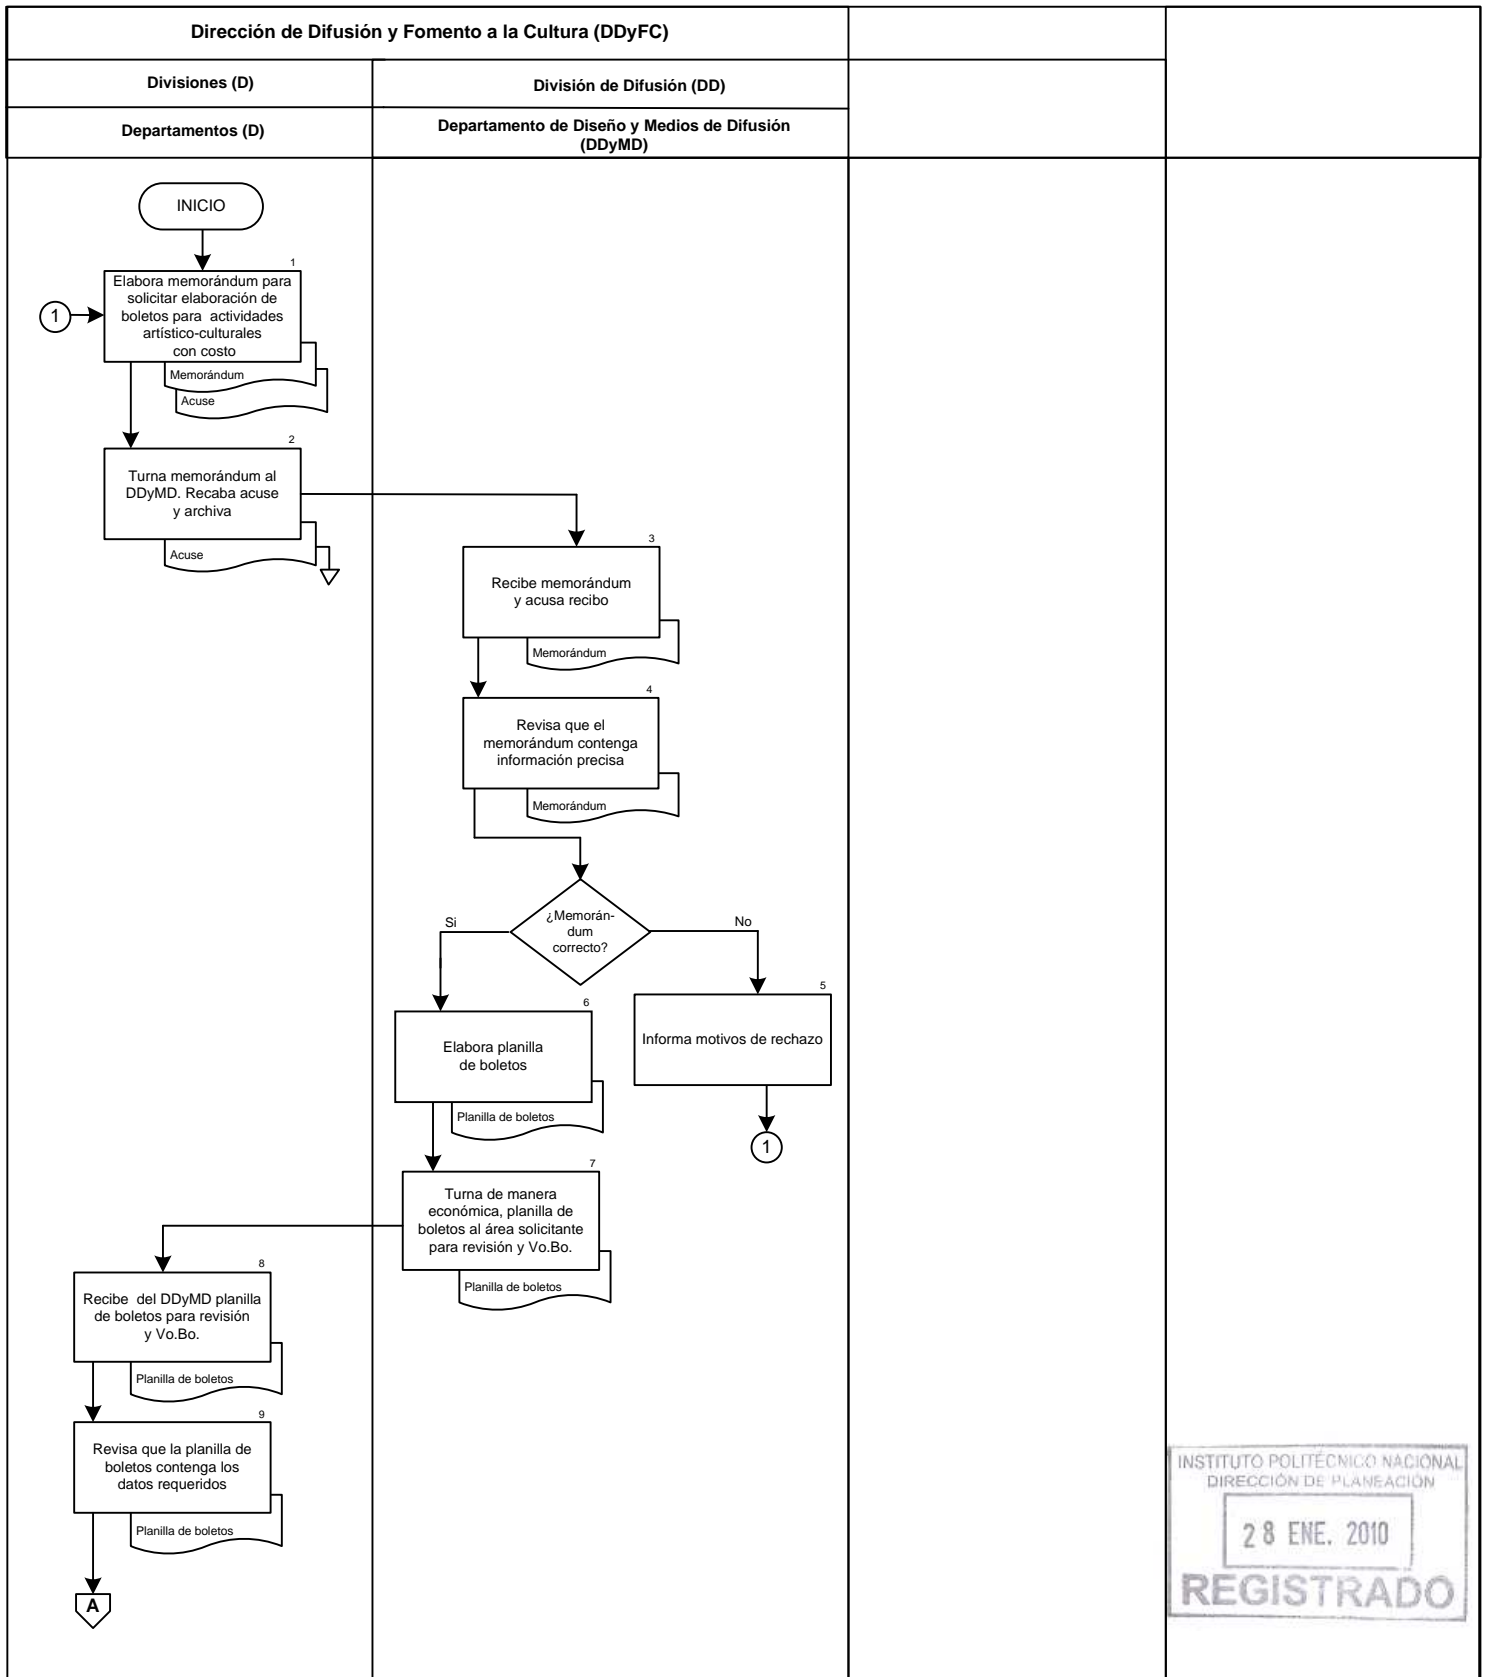 Dirección de Difusión y Fomento a la Cultura (DDyFC)
Divisiones (D)
División de Difusión (DD)
Departamentos (D)
Departamento de Diseño y Medios de Difusión
(DDyMD)
INICIO
1
Elabora memorándum para
solicitar elaboración de
boletos para actividades
artístico-culturales
con costo
1
Memorándum
Acuse
2
Turna memorándum al
DDyMD. Recaba acuse
y archiva
Acuse
3
Recibe memorándum
y acusa recibo
Memorándum
4
Revisa que el
memorándum contenga
información precisa
Memorándum
¿Memorán-
dum
correcto?
Si
No
5
Informa motivos de rechazo
1
6
Elabora planilla
de boletos
Planilla de boletos
7
Turna de manera
económica, planilla de
boletos al área solicitante
para revisión y Vo.Bo.
Planilla de boletos
8
Recibe del DDyMD planilla
de boletos para revisión
y Vo.Bo.
Planilla de boletos
9
Revisa que la planilla de
boletos contenga los
datos requeridos
Planilla de boletos
A
INSTITUTO POLITÉCNICO NACIONAL
DIRECCIÓN DE PLANEACIÓN
28 ENE. 2010
REGISTRADO